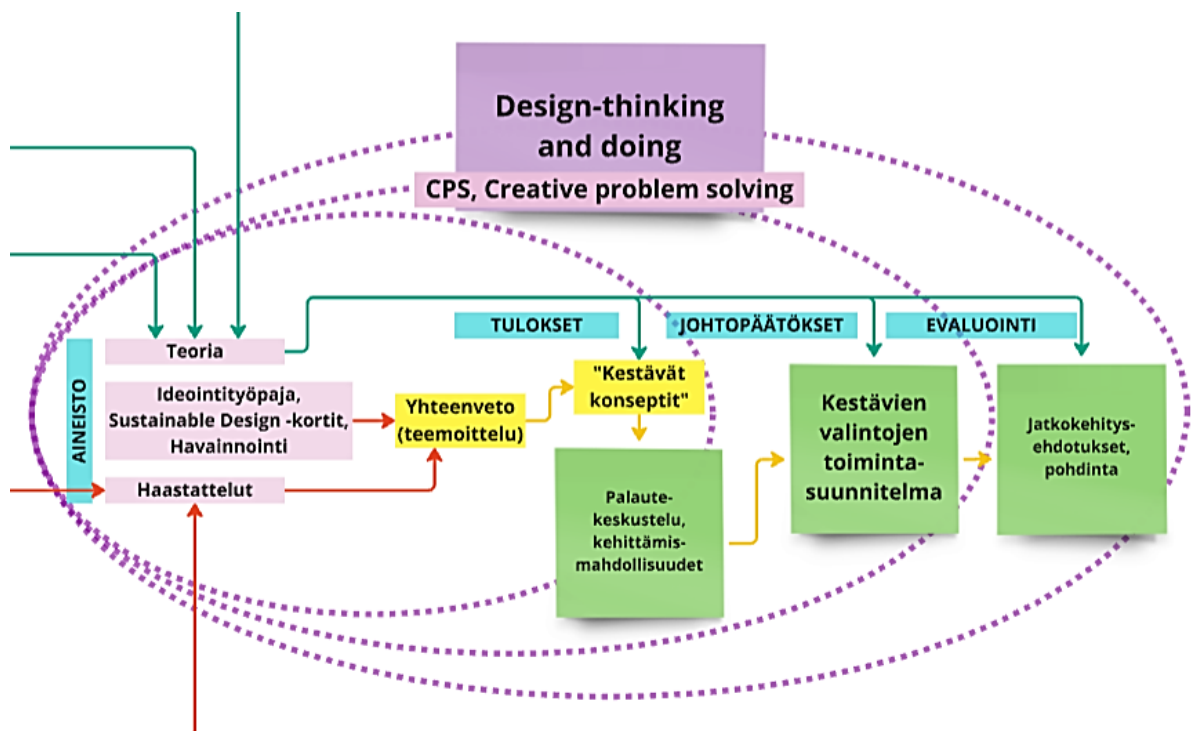 Design-thinking
and doing
CPS, Creative problem solving
TULOKSET
JOHTOPÄÄTÖKSET
EVALUOINTI
AINEISTO
Teoria
Ideointityöpaja,
Sustainable Design -kortit,
Havainnointi
Haastattelut
Yhteenveto
(teemoittelu)
"Kestävät
konseptit"
Palaute-
keskustelu,
kehittämis-
mahdollisuudet
Kestävien
valintojen
toiminta-
suunnitelma
Jatkokehitys-
ehdotukset,
pohdinta